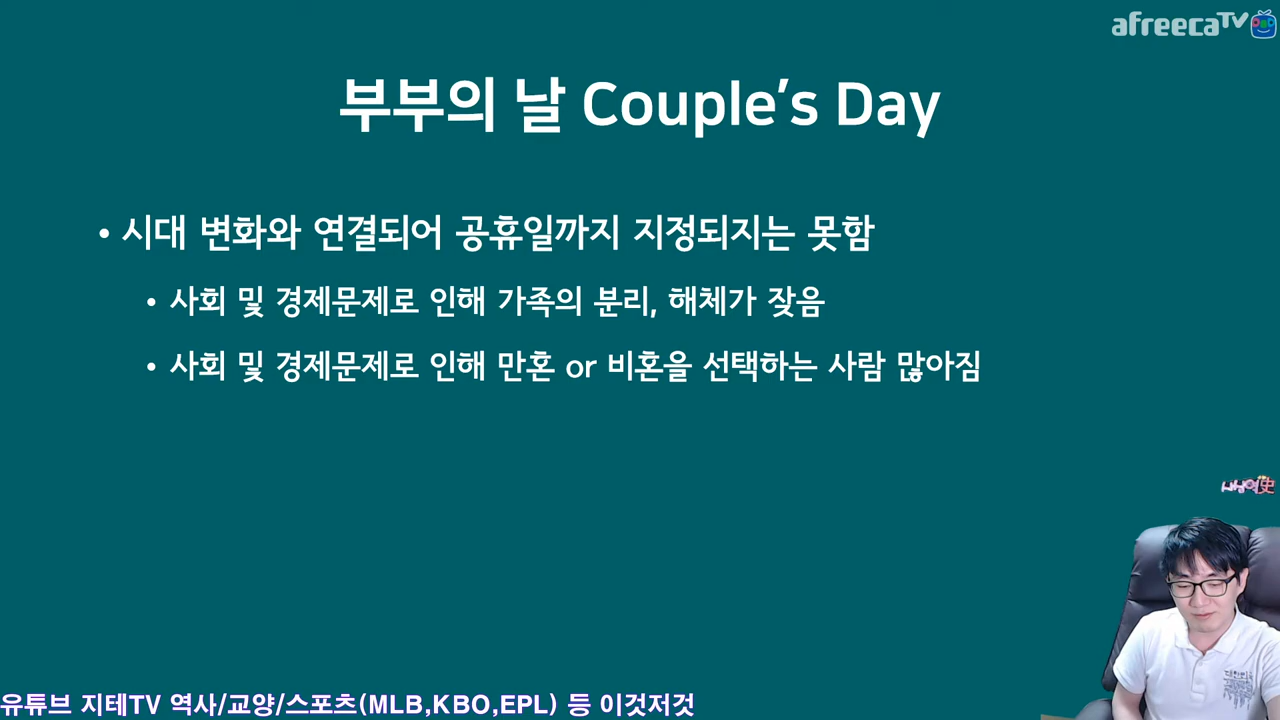 afreecaTV
부부의 날 Couple's Day
• 시대 변화와 연결되어 공휴일까지 지정되지는 못함
• 사회 및 경제문제로 인해 가족의 분리, 해체가 잦음
• 사회 및 경제문제로 인해 만혼 or 비혼을 선택하는 사람 많아짐
유튜브 지테TV 역사/교양/스포츠(MLB,KBO,EPL) 등 이것저것